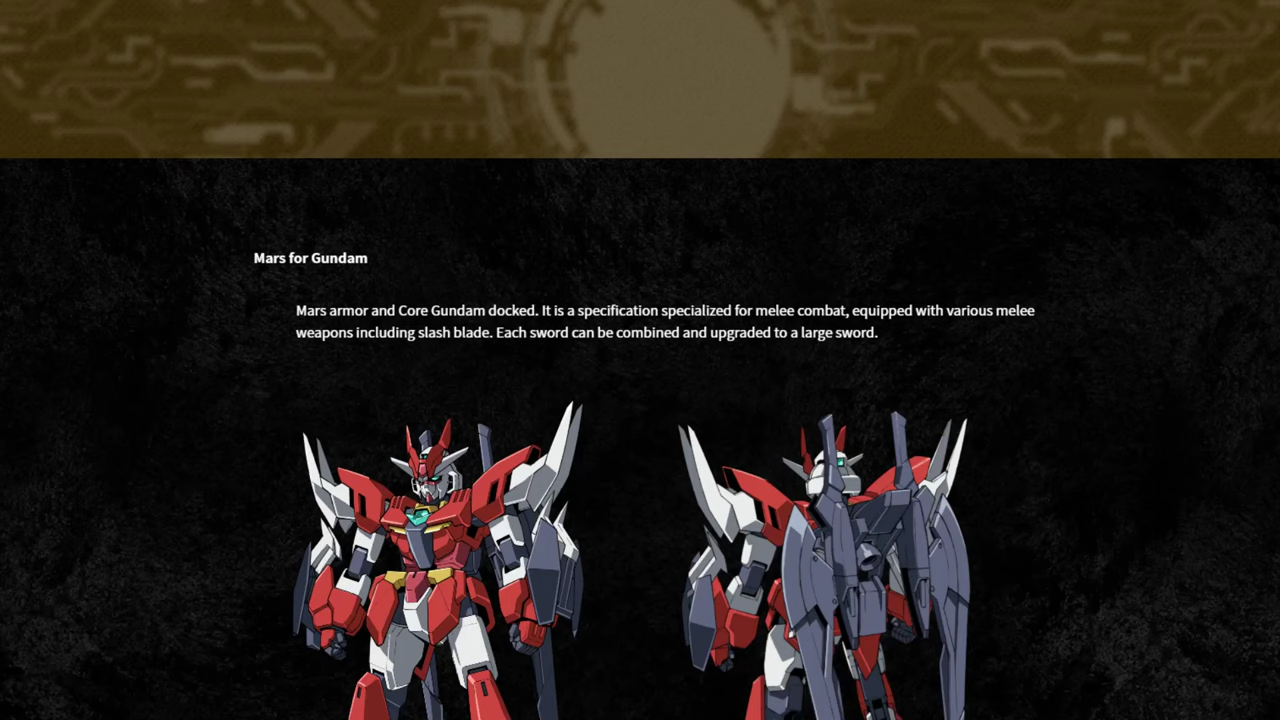 Mars for Gundam
Mars armor and Core Gundam docked. It is a specification specialized for melee combat, equipped with various melee
weapons including slash blade. Each sword can be combined and upgraded to a large sword.